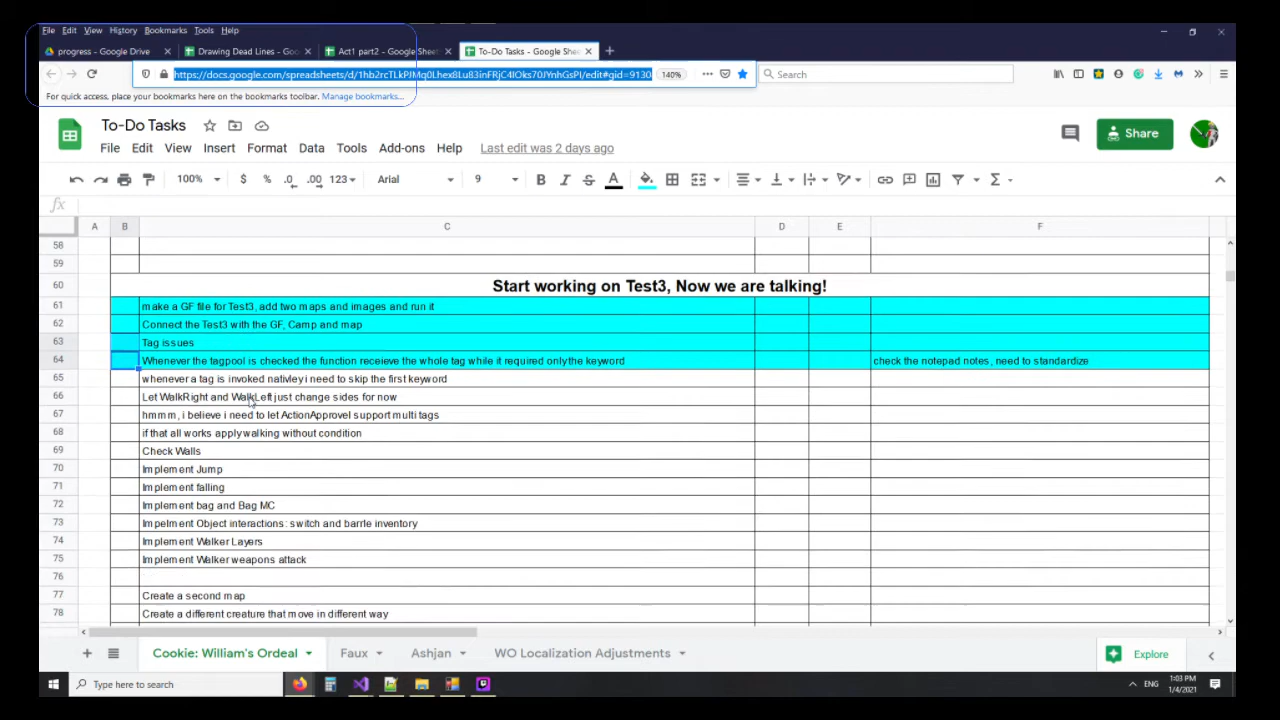 File Edit View History Bookmarks Tools Help
progress - Google Drive × Drawing Dead Lines - Goo × Act1 part2 - Google Sheets × To-Do Tasks - Google Shee × +
140% Search
For quick access, place your bookmarks here on the bookmarks toolbar. Manage bookmarks...
To-Do Tasks
Share
File Edit View Insert Format Data Tools Add-ons Help Last edit was 2 days ago
100% $ % .0 .00 123 Arial 9 B I S A
fx
A B C D E F
58
59
60 Start working on Test3, Now we are talking!
61 make a GF file for Test3, add two maps and images and run it
62 Connect the Test3 with the GF, Camp and map
63 Tag issues
64 Whenever the tagpool is checked the function receieve the whole tag while it required only the keyword check the notepad notes, need to standardize
65 whenever a tag is invoked nativley i need to skip the first keyword
66 Let WalkRight and WalkLeft just change sides for now
67 hmmm, i believe i need to let ActionApprovel support multi tags
68 if that all works apply walking without condition
69 Check Walls
70 Implement Jump
71 Implement falling
72 Implement bag and Bag MC
73 Impelment Object interactions: switch and barrle inventory
74 Implement Walker Layers
75 Implement Walker weapons attack
76
77 Create a second map
78 Create a different creature that move in different way
+ Cookie: William's Ordeal Faux Ashjan WO Localization Adjustments Explore
Type here to search ENG 1:03 PM
1/4/2021